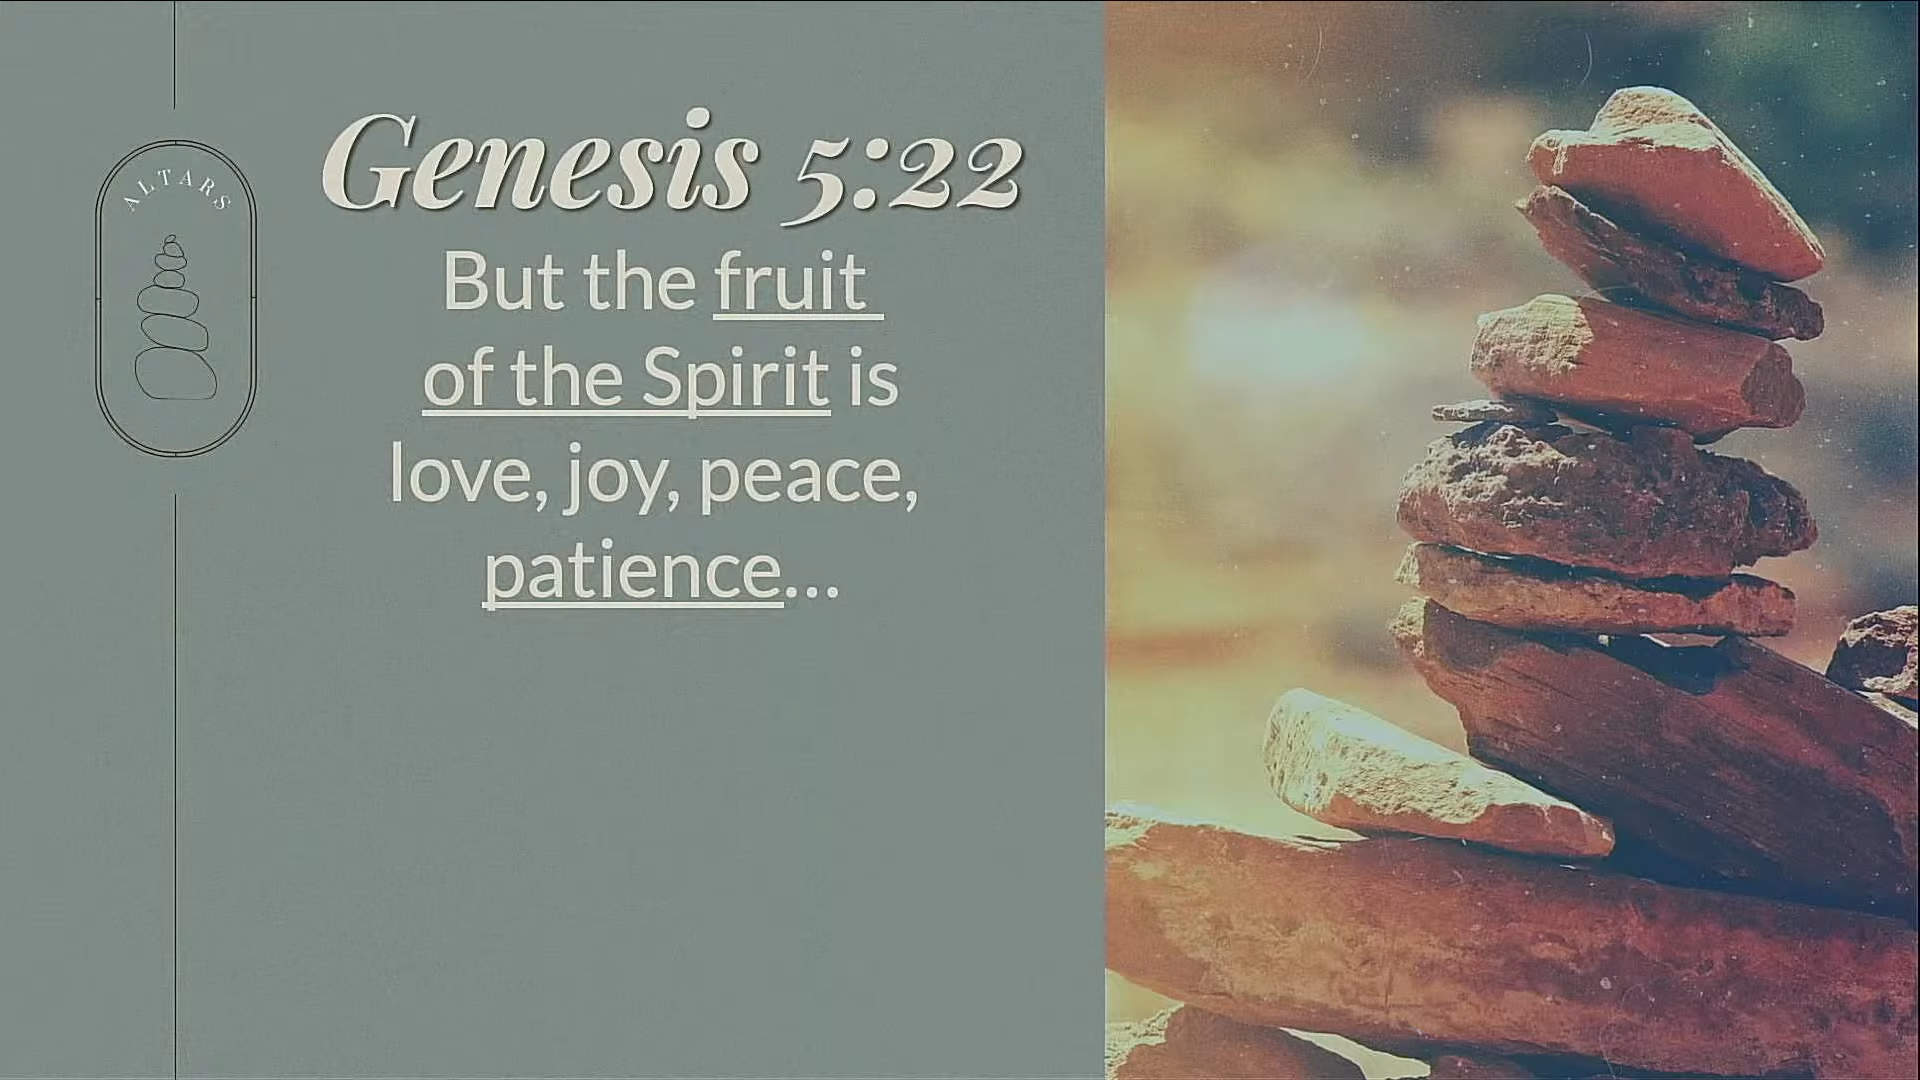 ALTARS
Genesis 5:22
But the fruit
of the Spirit is
love, joy, peace,
patience...